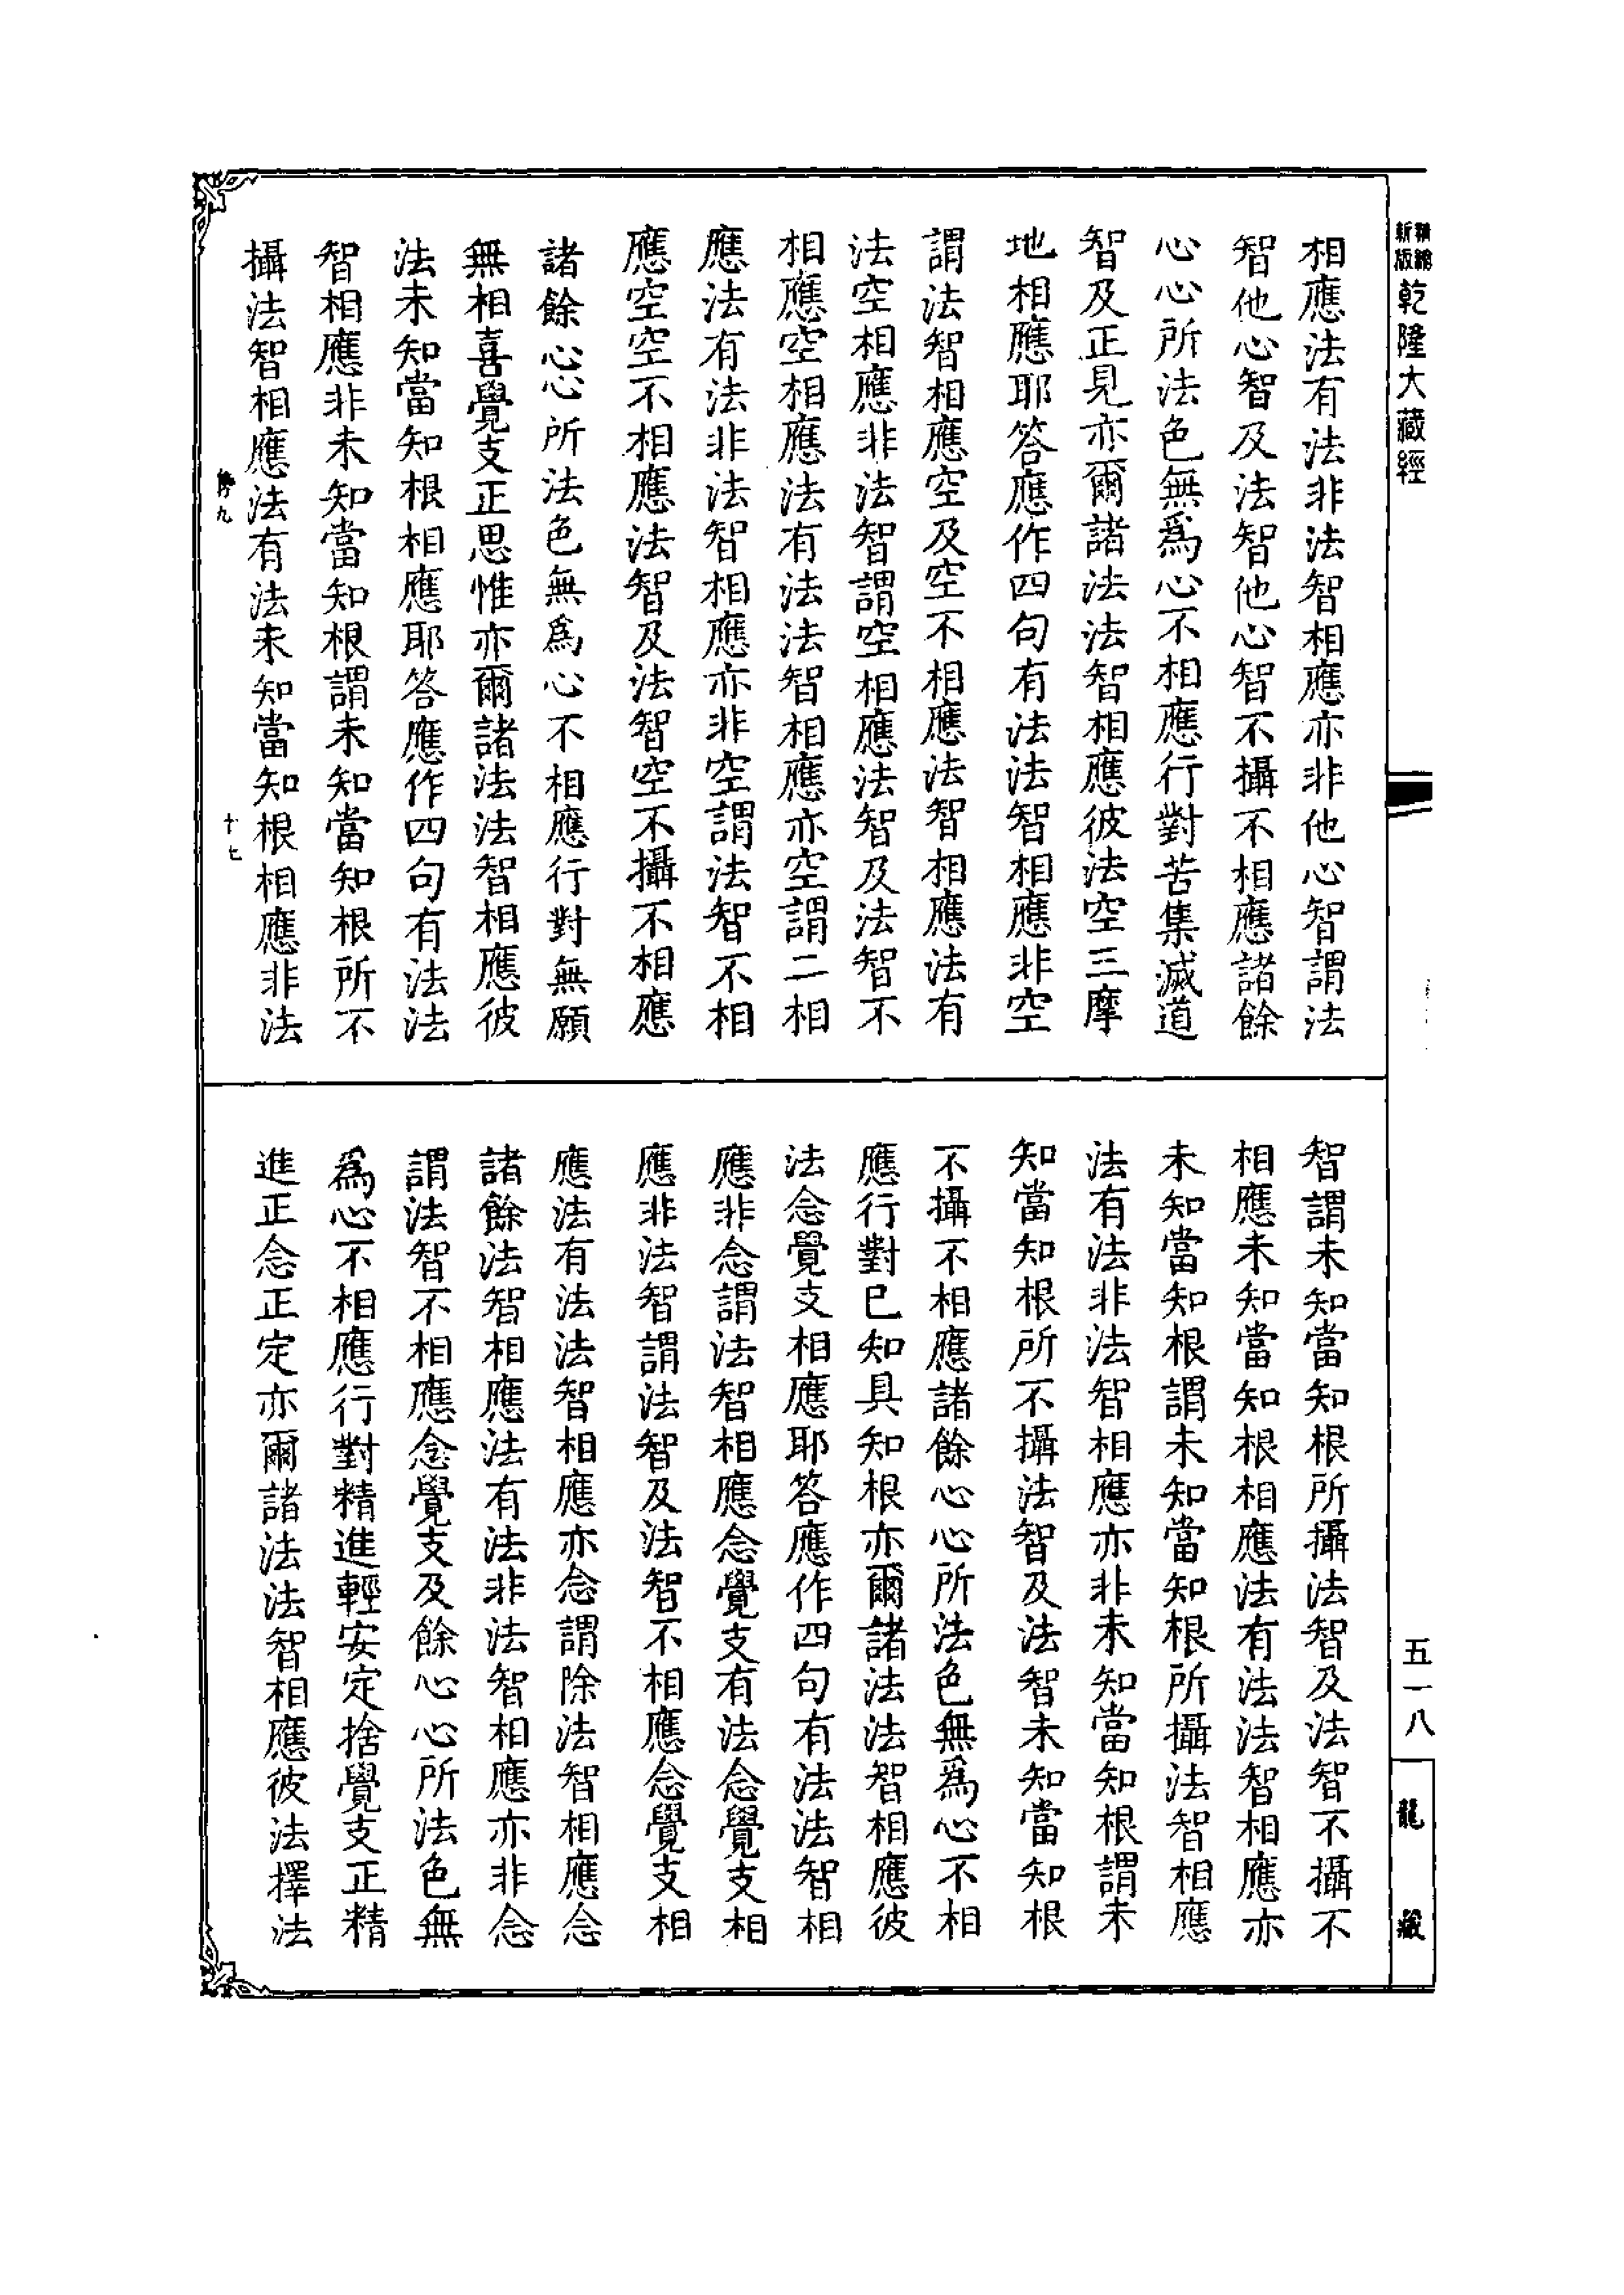 新版
乾隆大藏經
相應法有法非法智相應亦非他心智謂法
智他心智及法智他心智不攝不相應諸餘
心心所法色無為心不相應行對苦集滅道
智及正見亦爾諸法法智相應彼法空三摩
地相應耶答應作四句有法法智相應非空
謂法智相應空及空不相應法智相應法有
法空相應非法智謂空相應法智及法智不
相應空相應法有法法智相應亦空謂二相
應法有法非法智相應亦非空謂法智不相
應空空不相應法智及法智空不攝不相應
諸餘心心所法色無為心不相應行對無願
無相喜覺支正思惟亦爾諸法法智相應彼
法未知當知根相應耶答應作四句有法法
智相應非未知當知根謂未知當知根所不
攝法智相應法有法未知當知根相應非法
九
十七
智謂未知當知根所攝法智及法智不攝不
相應未知當知根相應法有法法智相應亦
未知當知根謂未知當知根所攝法智相應
法有法非法智相應亦非未知當知根謂未
知當知根所不攝法智及法智未知當知根
不攝不相應諸餘心心所法色無為心不相
應行對已知具知根亦爾諸法法智相應彼
法念覺支相應耶答應作四句有法法智相
應非念謂法智相應念覺支有法念覺支相
應非法智謂法智及法智不相應念覺支相
應法有法法智相應亦念謂除法智相應念
諸餘法智相應法有法非法智相應亦非念
謂法智不相應念覺支及餘心心所法色無
為心不相應行對精進輕安定捨覺支正精
進正念正定亦爾諸法法智相應彼法擇法
五一八
龍藏